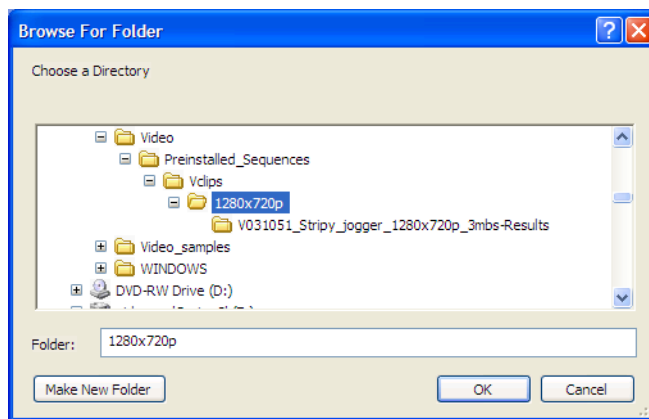 Browse For Folder
Choose a Directory
Video
Preinstalled_Sequences
Vclips
1280x720p
V031051_Stripy_jogger_1280x720p_3mbs-Results
Video_samples
WINDOWS
DVD-RW Drive (D:)
Folder: 1280x720p
Make New Folder OK Cancel